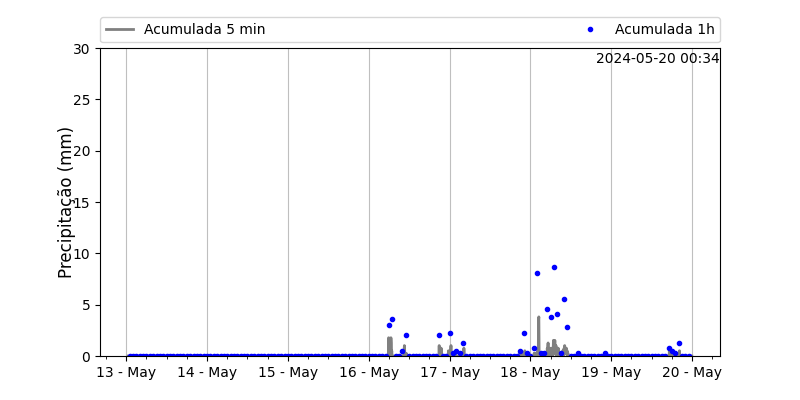 Acumulada 5 min
Acumulada 1h
2024-05-20 00:34
Precipitação (mm)
30
25
20
15
10
5
0
13 - May
14 - May
15 - May
16 - May
17 - May
18 - May
19 - May
20 - May